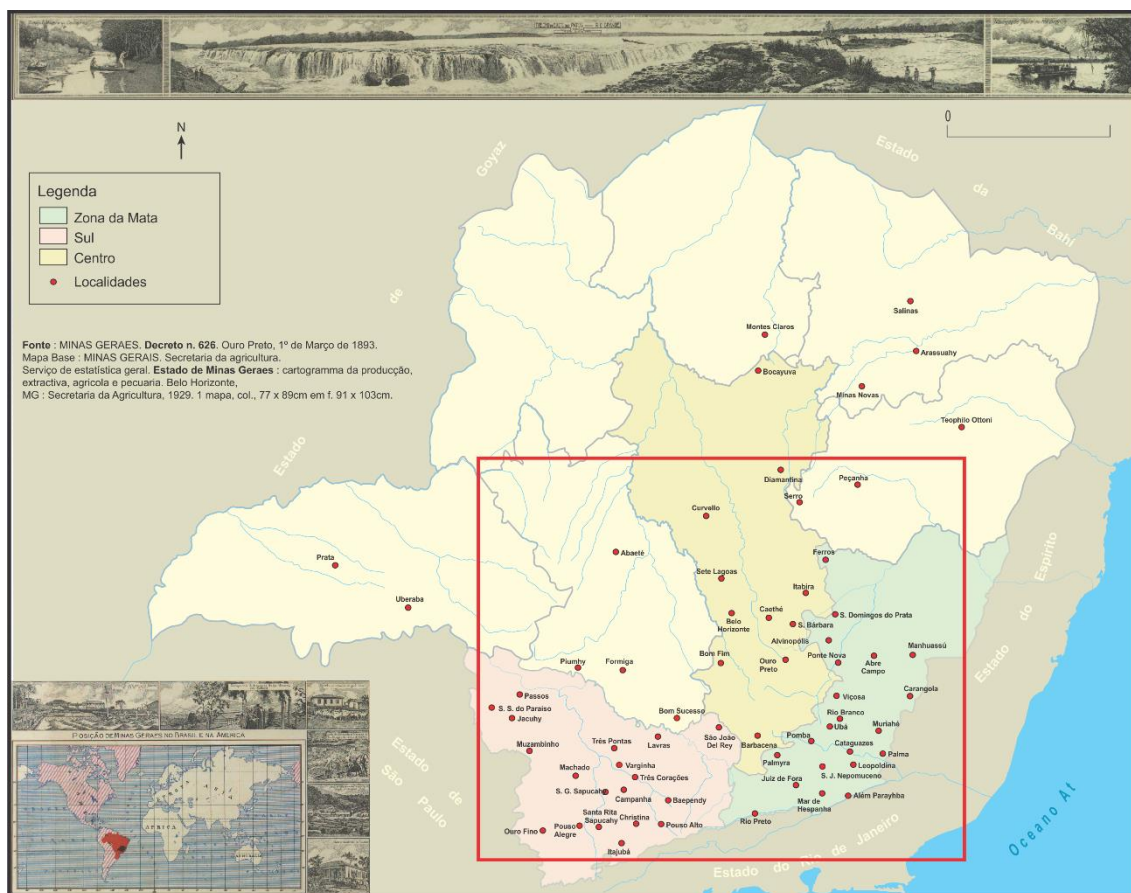 N
0
Goyaz
de
Estado
Estado
da
Bahi
Legenda
Zona da Mata
Sul
Centro
Localidades
Fonte : MINAS GERAES. Decreto n. 626. Ouro Preto, 1º de Março de 1893.
Mapa Base : MINAS GERAIS. Secretaria da agricultura.
Serviço de estatística geral. Estado de Minas Geraes : cartogramma da producção,
extractiva, agricola e pecuaria. Belo Horizonte,
MG : Secretaria da Agricultura, 1929. 1 mapa, col., 77 x 89cm em f. 91 x 103cm.
Salinas
Montes Claros
Arassuahy
Bocayuva
Minas Novas
Teophilo Ottoni
Diamantina
Peçanha
Serro
Curvello
Abaeté
Ferros
Prata
Sete Lagoas
Itabira
Uberaba
Belo
Horizonte
Caethé
S. Domingos do Prata
S. Bárbara
Alvinopólis
Bom Fim
Ouro
Preto
Ponte Nova
Abre
Campo
Manhuassú
Piumhy
Formiga
Passos
Viçosa
Carangola
S. S. do Paraiso
Jacuhy
Bom Sucesso
Rio Branco
Ubá
Muriahé
São João
Del Rey
Muzambinho
Três Pontas
Lavras
Barbacena
Pomba
Cataguazes
Palma
Palmyra
Machado
Varginha
Três Corações
Leopoldina
S. J. Nepomuceno
Juiz de Fora
S. G. Sapucahe
Campanha
Baependy
Mar de
Hespanha
Além Parayhba
Santa Rita
Sapucahy
Christina
Pouso Alto
Rio Preto
Ouro Fino
Pouso
Alegre
Itajubá
Estado
do
Espirito
Estado de
São Paulo
Estado do Rio de Janeiro
Oceano At
POSIÇÃO DE MINAS GERAES NO BRASIL E NA AMERICA
AFRICA